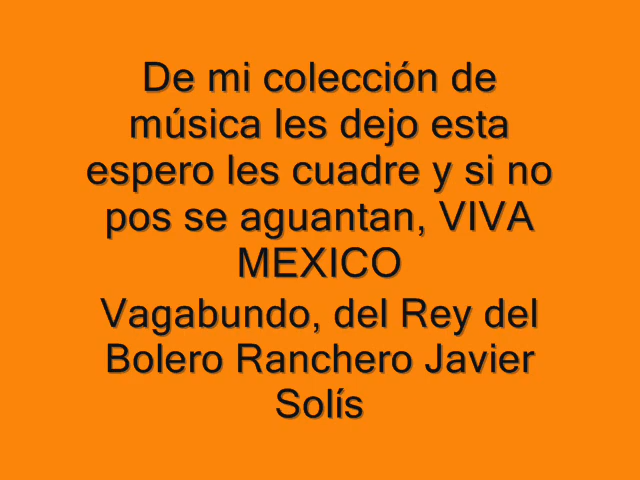 De mi colección de
música les dejo esta
espero les cuadre y si no
pos se aguantan, VIVA
MEXICO
Vagabundo, del Rey del
Bolero Ranchero Javier
Solís